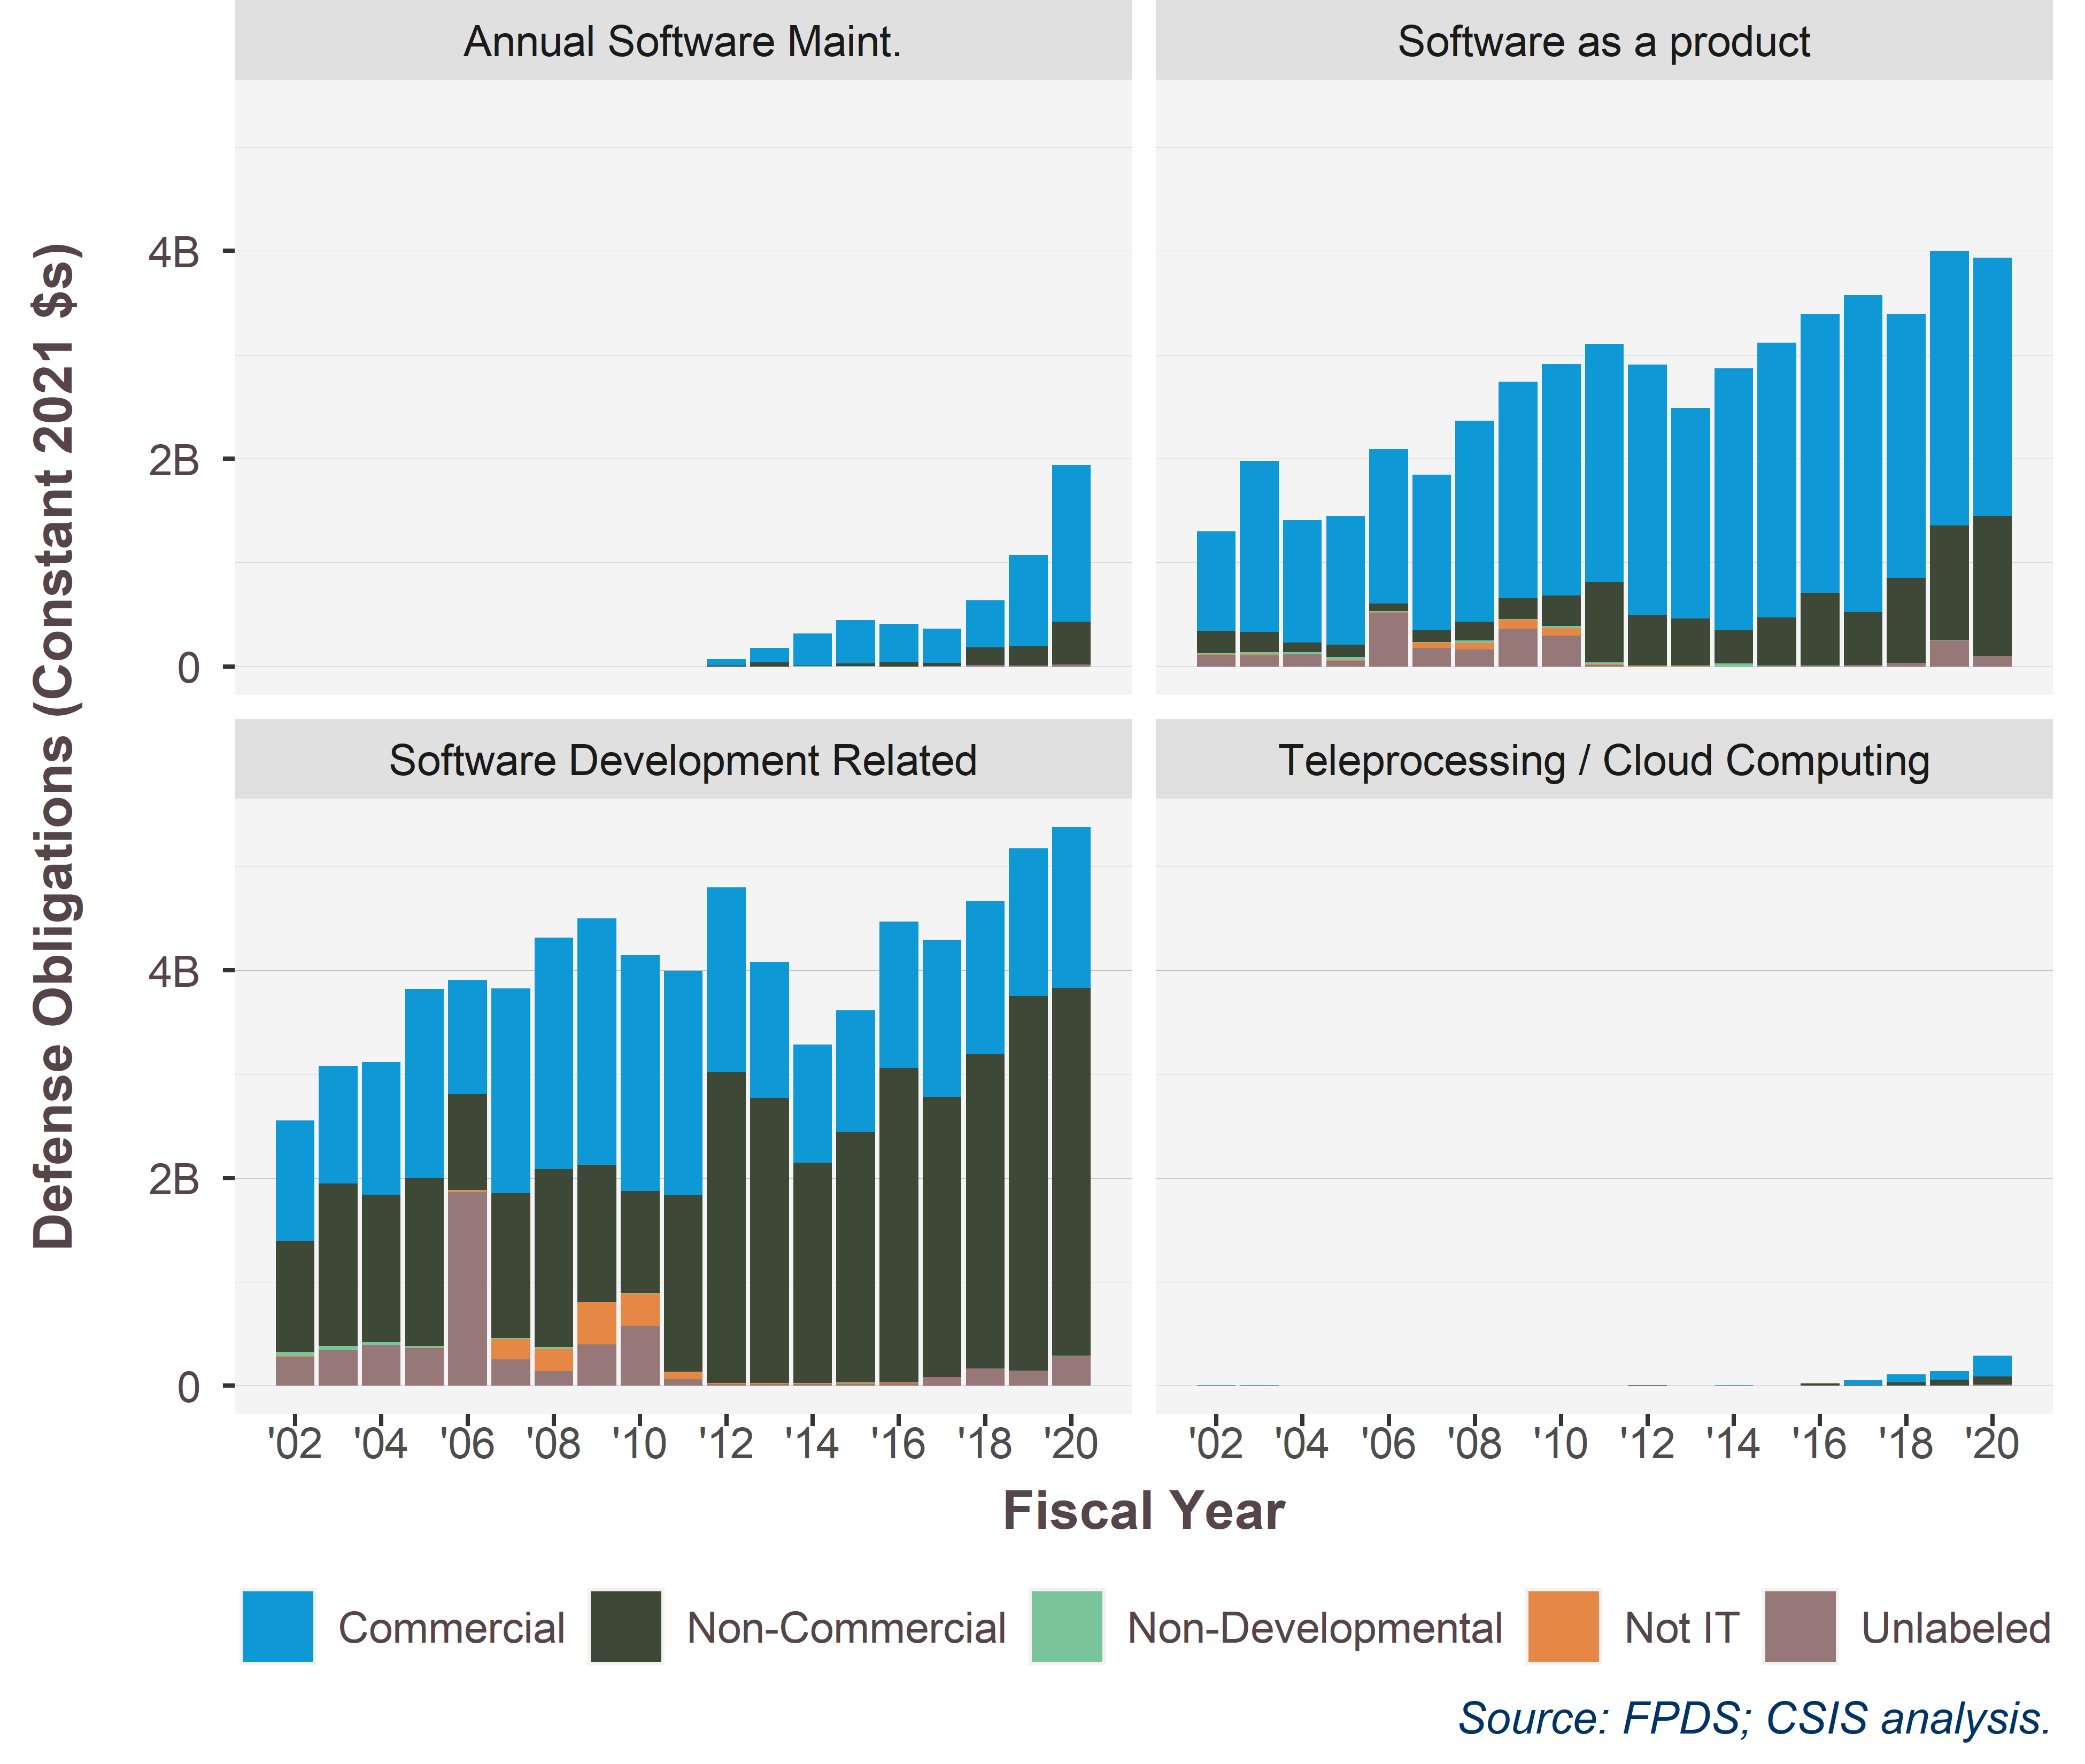 Annual Software Maint.
Software as a product
4B
2B
0
Software Development Related
Teleprocessing / Cloud Computing
4B
2B
0
Defense Obligations (Constant 2021 $s)
'02 '04 '06 '08 '10 '12 '14 '16 '18 '20
'02 '04 '06 '08 '10 '12 '14 '16 '18 '20
Fiscal Year
Commercial Non-Commercial Non-Developmental Not IT Unlabeled
Source: FPDS; CSIS analysis.